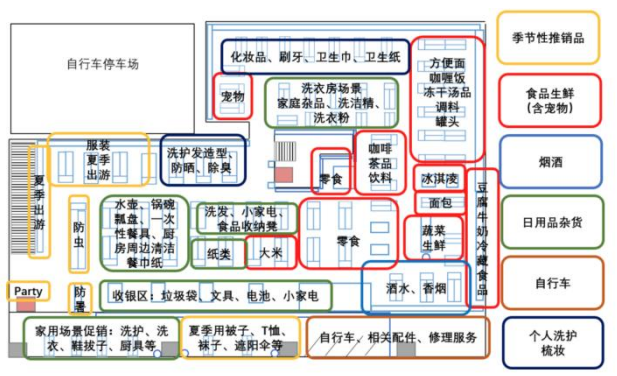 自行车停车场
化妆品、刷牙、卫生巾、卫生纸
宠物
洗衣房场景
家庭杂品、洗洁精、
洗衣粉
方便面
咖喱饭
冻干汤品
调料
罐头
季节性推销品
食品生鲜
(含宠物)
烟酒
日用品杂货
自行车
个人洗护
梳妆
服装
夏季
出游
洗护发造型、
防晒、除臭
夏季出游
咖啡
茶品
饮料
零食
冰淇凌
面包
蔬菜
生鲜
豆腐牛奶冷藏食品
防虫
水壶、锅碗
瓢盘、一次
性餐具、厨
房周边清洁
餐巾纸
洗发、小家电、
食品收纳凳
纸类
大米
零食
Party
防署
收银区：垃圾袋、文具、电池、小家电
酒水、香烟
家用场景促销：洗护、洗
衣、鞋拔子、厨具等
夏季用被子、T恤、
袜子、遮阳伞等
自行车、相关配件、修理服务